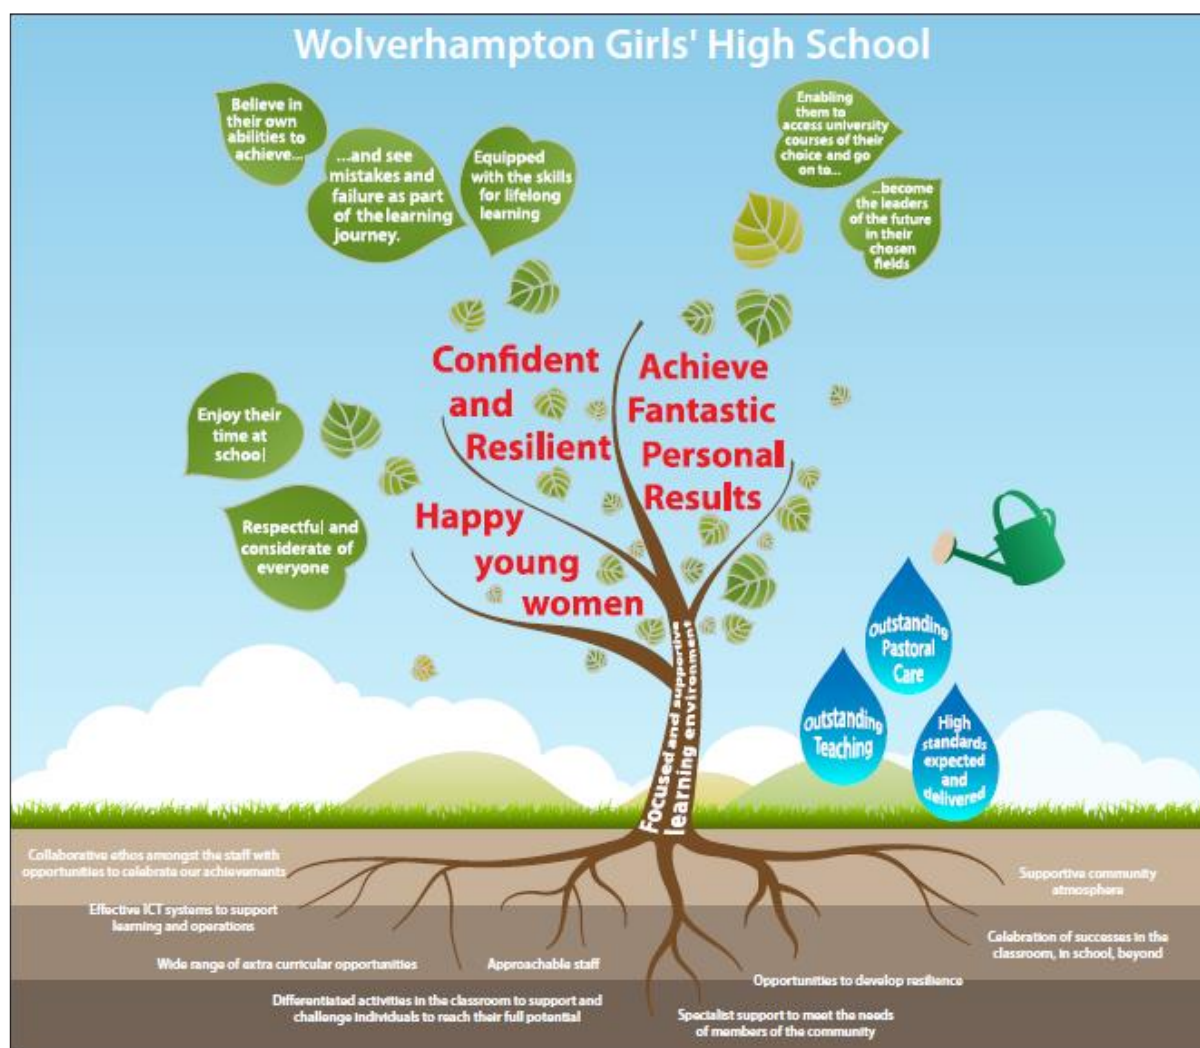 Wolverhampton Girls' High School
Believe in
their own
abilities to
achieve...
...and see
mistakes and
failure as part
of the learning
journey.
Equipped
with the skills
for lifelong
learning
Enabling
them to
access university
courses of their
choice and go
on to...
...become
the leaders
of the future
in their
chosen
fields
Confident
and
Resilient
Achieve
Fantastic
Personal
Results
Enjoy their
time at
school
Respectful and
considerate of
everyone
Happy
young
women
Outstanding
Pastoral
Care
Outstanding
Teaching
High
standards
expected
and
delivered
Focused and supportive
learning environment
Collaborative ethos amongst the staff with
opportunities to celebrate our achievements
Supportive community
atmosphere
Effective ICT systems to support
learning and operations
Celebration of successes in the
classroom, in school, beyond
Wide range of extra curricular opportunities
Approachable staff
Opportunities to develop resilience
Differentiated activities in the classroom to support and
challenge individuals to reach their full potential
Specialist support to meet the needs
of members of the community